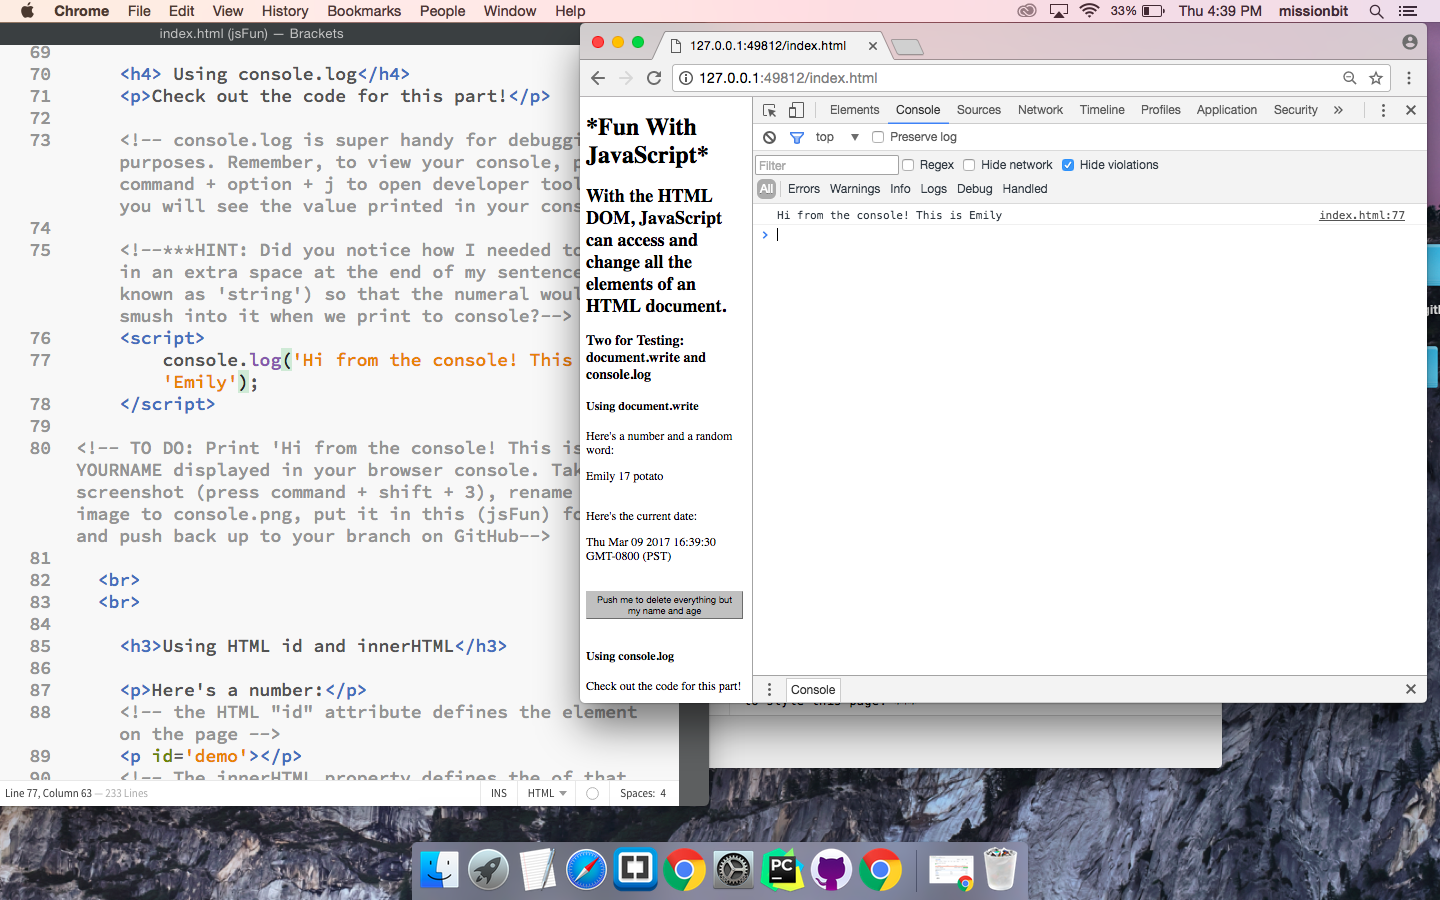 Chrome File Edit View History Bookmarks People Window Help 33% Thu 4:39 PM missionbit
index.html (jsFun) — Brackets
69
70 <h4> Using console.log</h4>
71 <p>Check out the code for this part!</p>
72
73 <!-- console.log is super handy for debuggi
purposes. Remember, to view your console, p
command + option + j to open developer tool
you will see the value printed in your cons
74
75 <!--***HINT: Did you notice how I needed to
in an extra space at the end of my sentence
known as 'string') so that the numeral woul
smush into it when we print to console?-->
76 <script>
77 console.log('Hi from the console! This
'Emily');
78 </script>
79
80 <!-- TO DO: Print 'Hi from the console! This is
YOURNAME displayed in your browser console. Tak
screenshot (press command + shift + 3), rename
image to console.png, put it in this (jsFun) fo
and push back up to your branch on GitHub-->
81
82 <br>
83 <br>
84
85 <h3>Using HTML id and innerHTML</h3>
86
87 <p>Here's a number:</p>
88 <!-- the HTML "id" attribute defines the element
on the page -->
89 <p id='demo'></p>
90 <!-- The innerHTML property defines the of that
Line 77, Column 63 — 233 Lines INS HTML Spaces: 4
127.0.0.1:49812/index.html
127.0.0.1:49812/index.html
*Fun With
JavaScript*
With the HTML
DOM, JavaScript
can access and
change all the
elements of an
HTML document.
Two for Testing:
document.write and
console.log
Using document.write
Here's a number and a random
word:
Emily 17 potato
Here's the current date:
Thu Mar 09 2017 16:39:30
GMT-0800 (PST)
Push me to delete everything but
my name and age
Using console.log
Check out the code for this part!
Elements Console Sources Network Timeline Profiles Application Security »
top Preserve log
Filter Regex Hide network Hide violations
All Errors Warnings Info Logs Debug Handled
Hi from the console! This is Emily index.html:77
Console
to style this page.
PC